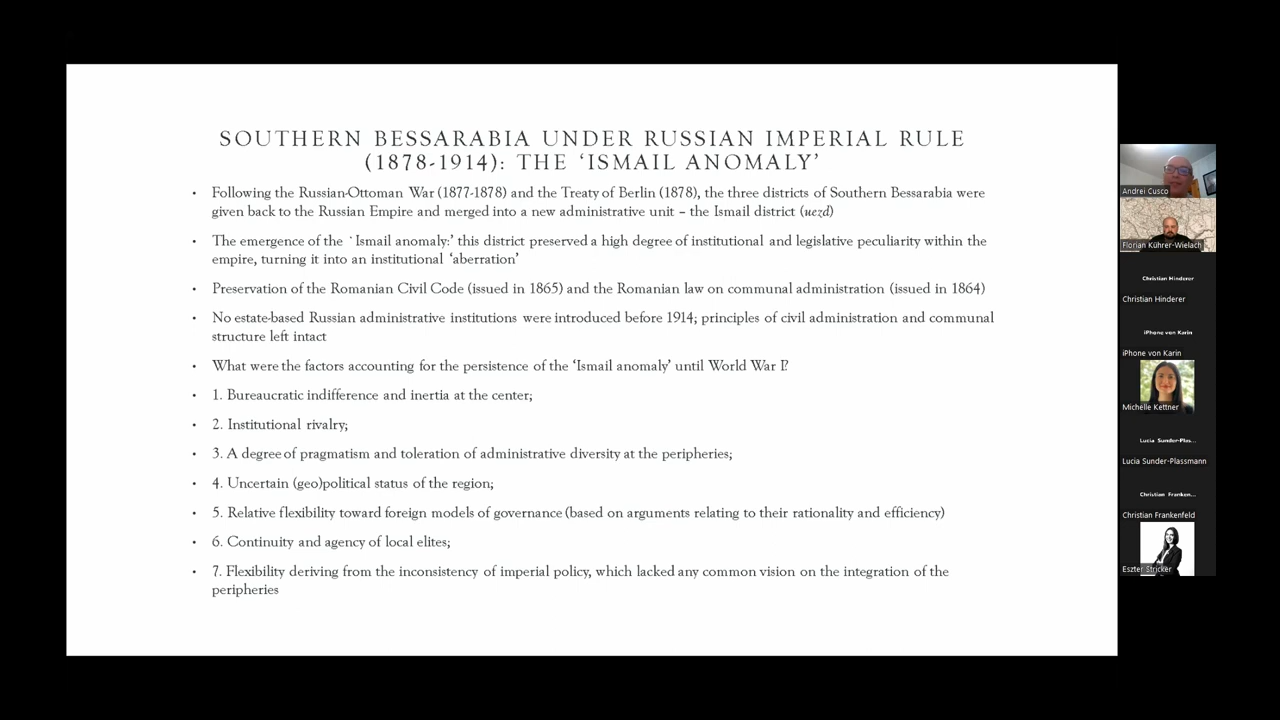 SOUTHERN BESSARABIA UNDER RUSSIAN IMPERIAL RULE
(1878-1914): THE ‘ISMAIL ANOMALY’
• Following the Russian-Ottoman War (1877-1878) and the Treaty of Berlin (1878), the three districts of Southern Bessarabia were
given back to the Russian Empire and merged into a new administrative unit – the Ismail district (uezd)
• The emergence of the `Ismail anomaly:’ this district preserved a high degree of institutional and legislative peculiarity within the
empire, turning it into an institutional ‘aberration’
• Preservation of the Romanian Civil Code (issued in 1865) and the Romanian law on communal administration (issued in 1864)
• No estate-based Russian administrative institutions were introduced before 1914; principles of civil administration and communal
structure left intact
• What were the factors accounting for the persistence of the ‘Ismail anomaly’ until World War I?
• 1. Bureaucratic indifference and inertia at the center;
• 2. Institutional rivalry;
• 3. A degree of pragmatism and toleration of administrative diversity at the peripheries;
• 4. Uncertain (geo)political status of the region;
• 5. Relative flexibility toward foreign models of governance (based on arguments relating to their rationality and efficiency)
• 6. Continuity and agency of local elites;
• 7. Flexibility deriving from the inconsistency of imperial policy, which lacked any common vision on the integration of the
peripheries
Andrei Cusco
Florian Kührer-Wielach
Christian Hinderer
Christian Hinderer
iPhone von Karin
iPhone von Karin
Michelle Kettner
Lucia Sunder-Plas...
Lucia Sunder-Plassmann
Christian Franken...
Christian Frankenfeld
Eszter Stricker